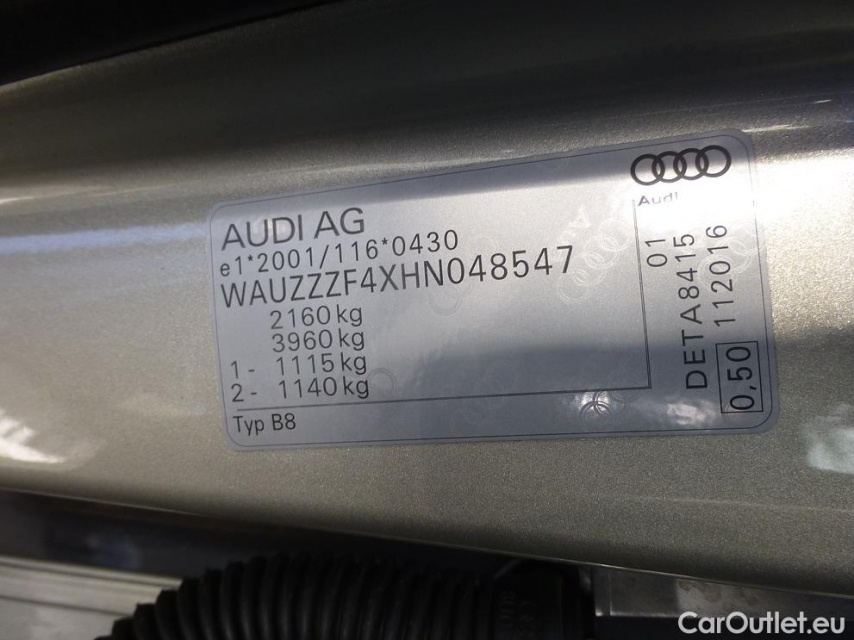 Audi
AUDI AG
e1*2001/116*0430
WAUZZZF4XHN048547
2160 kg
3960 kg
1 - 1115 kg
2 - 1140 kg
Typ B8
01
DETA8415
112016
0,50
CarOutlet.eu